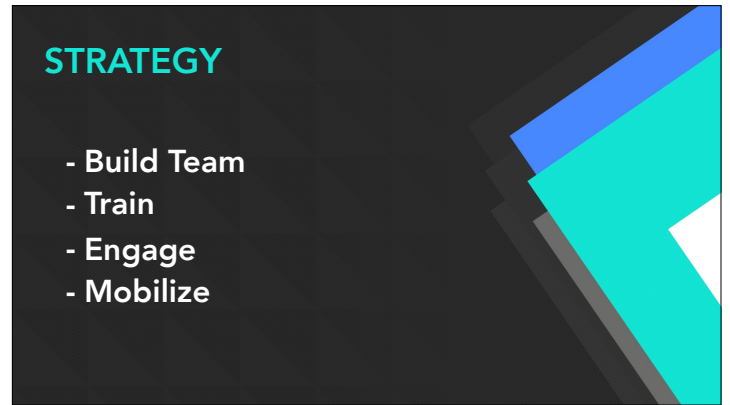 STRATEGY
- Build Team
- Train
- Engage
- Mobilize